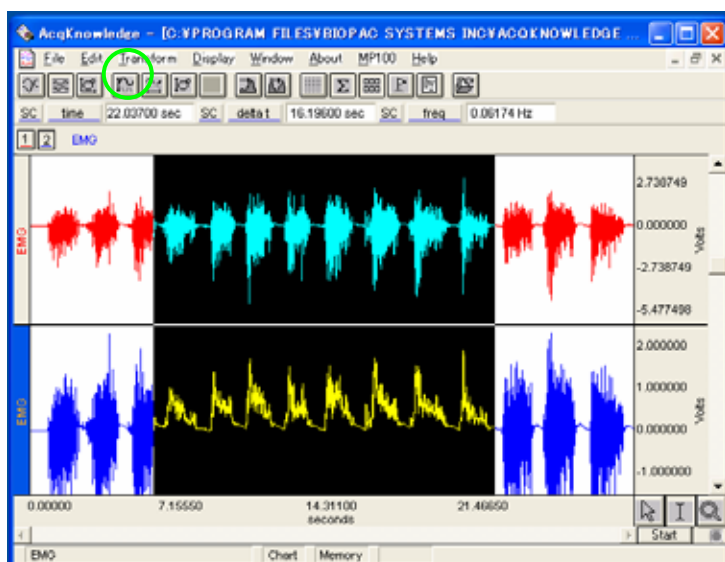 AcqKnowledge - [C:¥PROGRAM FILES¥BIOPAC SYSTEMS INC¥ACQKNOWLEDGE ...
File Edit Transform Display Window About MP100 Help
SC time 22.03700 sec SC delta t 16.19600 sec SC freq 0.06174 Hz
1 2 EMG
EMG
2.738749
0.000000
-2.738749
-5.477498
Volts
EMG
2.000000
1.000000
0.000000
-1.000000
Volts
0.00000 7.15550 14.31100 21.46650
seconds
Start
EMG Chart Memory